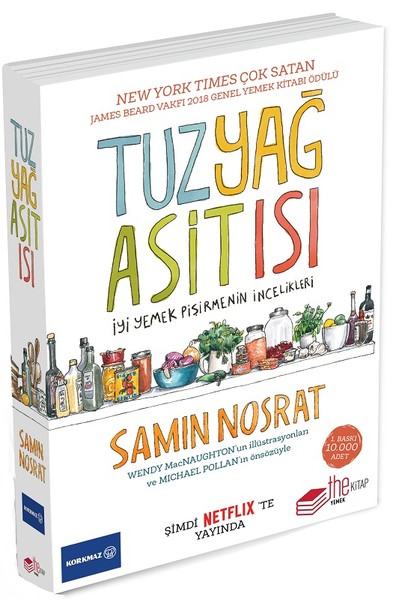 NEW YORK TIMES ÇOK SATAN
JAMES BEARD VAKFI 2018 GENEL YEMEK KİTABI ÖDÜLÜ
TUZ YAĞ
ASİT ISI
İYİ YEMEK PİŞİRMENİN İNCELİKLERİ
SAMIN NOSRAT
WENDY MacNAUGHTON'un illüstrasyonları
ve MICHAEL POLLAN'ın önsözüyle
1. BASKI
10.000
ADET
ŞİMDİ NETFLIX 'TE
YAYINDA
the KİTAP
YEMEK
TUZ
YAĞ
ASİT
ISI
SAMIN
NOSRAT
KORKMAZ
the KİTAP